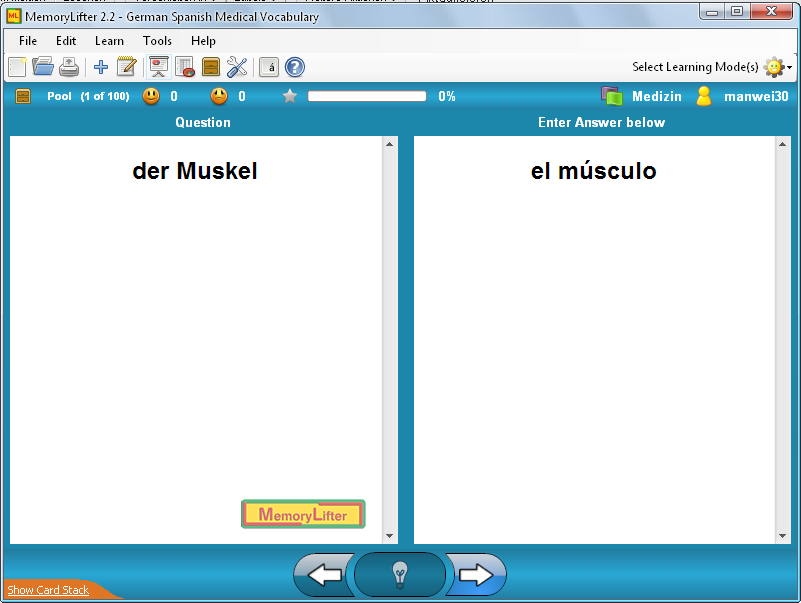 MemoryLifter 2.2 - German Spanish Medical Vocabulary
File Edit Learn Tools Help
á ?
Select Learning Mode(s)
Pool (1 of 100) 0 0 0% Medizin manwei30
Question Enter Answer below
der Muskel
el músculo
MemoryLifter
Show Card Stack